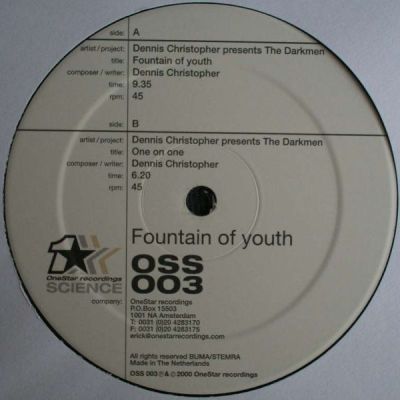 side: A
artist / project: Dennis Christopher presents The Darkmen
title: Fountain of youth
composer / writer: Dennis Christopher
time: 9.35
rpm: 45
side: B
artist / project: Dennis Christopher presents The Darkmen
title: One on one
composer / writer: Dennis Christopher
time: 6.20
rpm: 45
Fountain of youth
1
OneStar recordings
SCIENCE
OSS
003
company: OneStar recordings
P.O.Box 15503
1001 NA Amsterdam
T: 0031 (0)20 4283170
F: 0031 (0)20 4283175
erick@onestarrecordings.com
All rights reserved BUMA/STEMRA
Made in The Netherlands
OSS 003 ℗ & © 2000 OneStar recordings